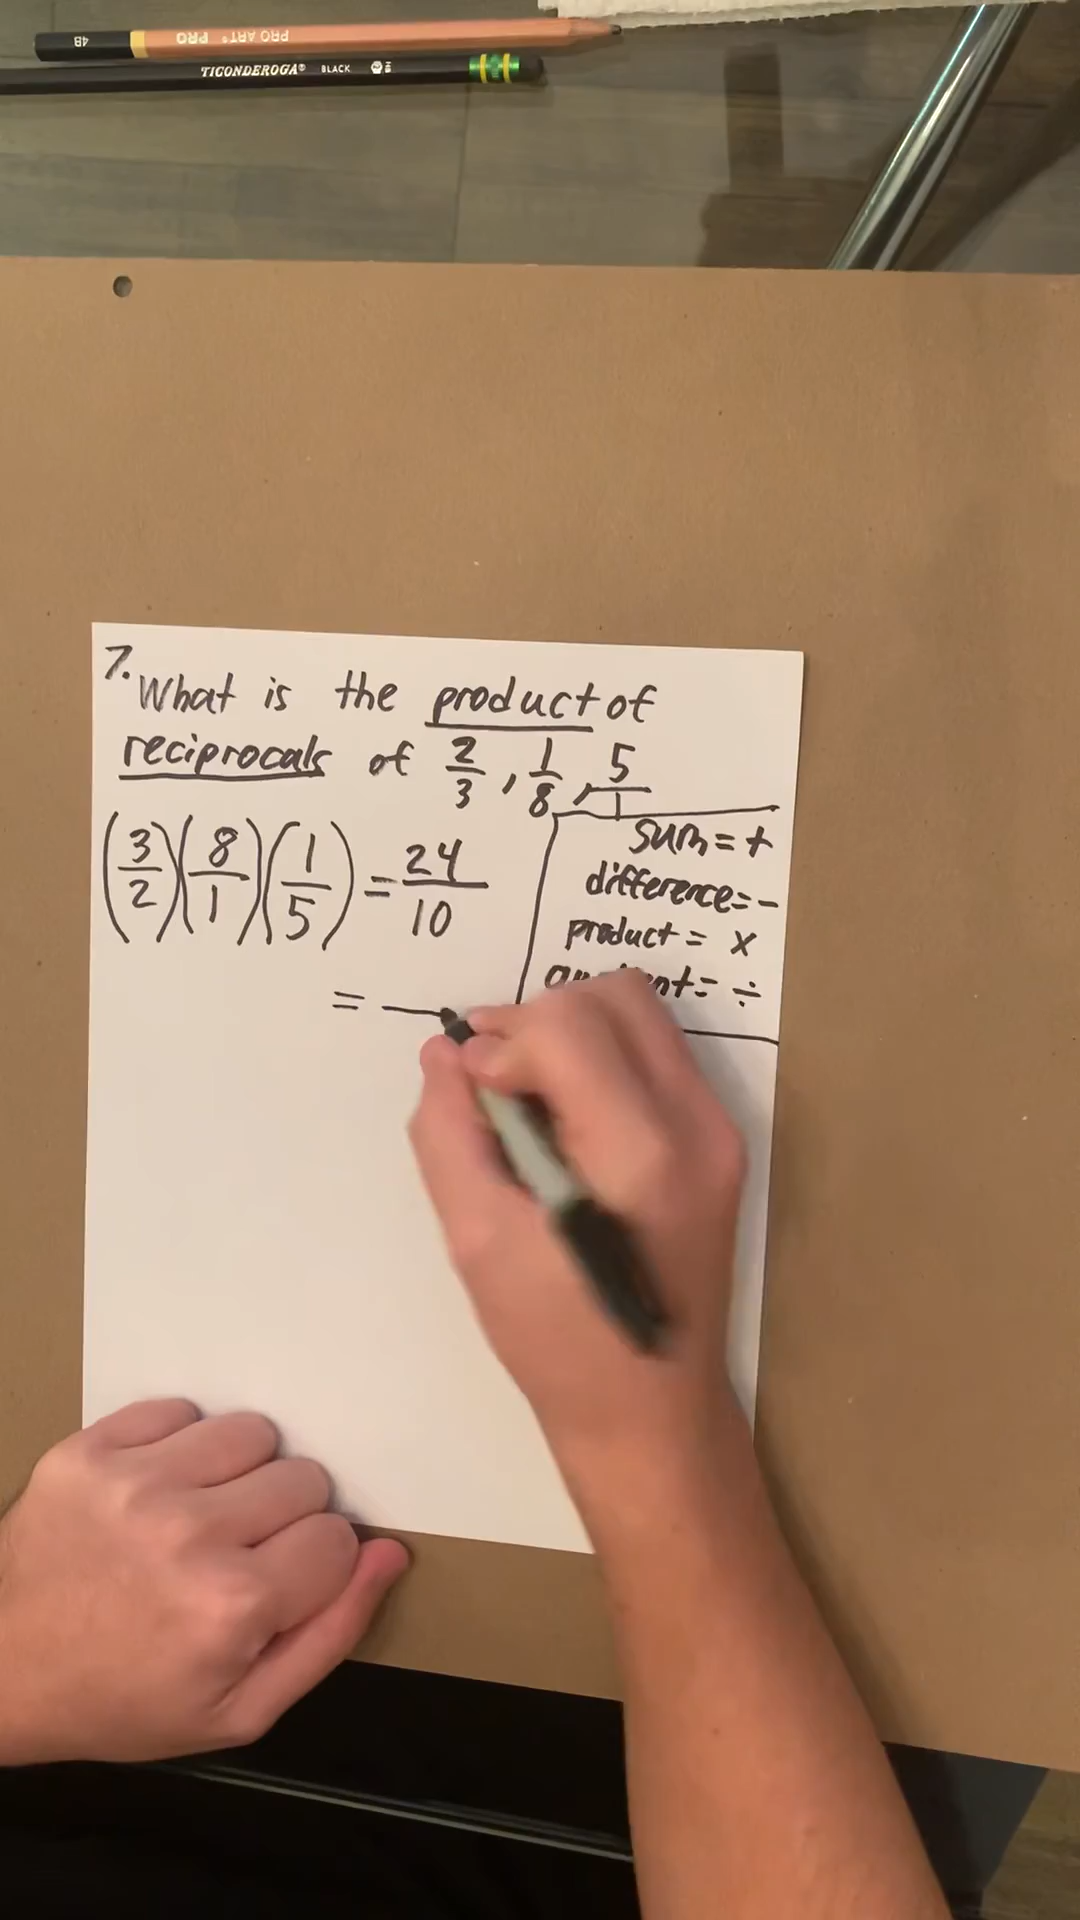 4B PRO ART® PRO
TICONDEROGA® BLACK
7. What is the product of
reciprocals of 2/3, 1/8, 5/1
(3/2)(8/1)(1/5) = 24/10
=
sum = +
difference = -
product = x
= ÷